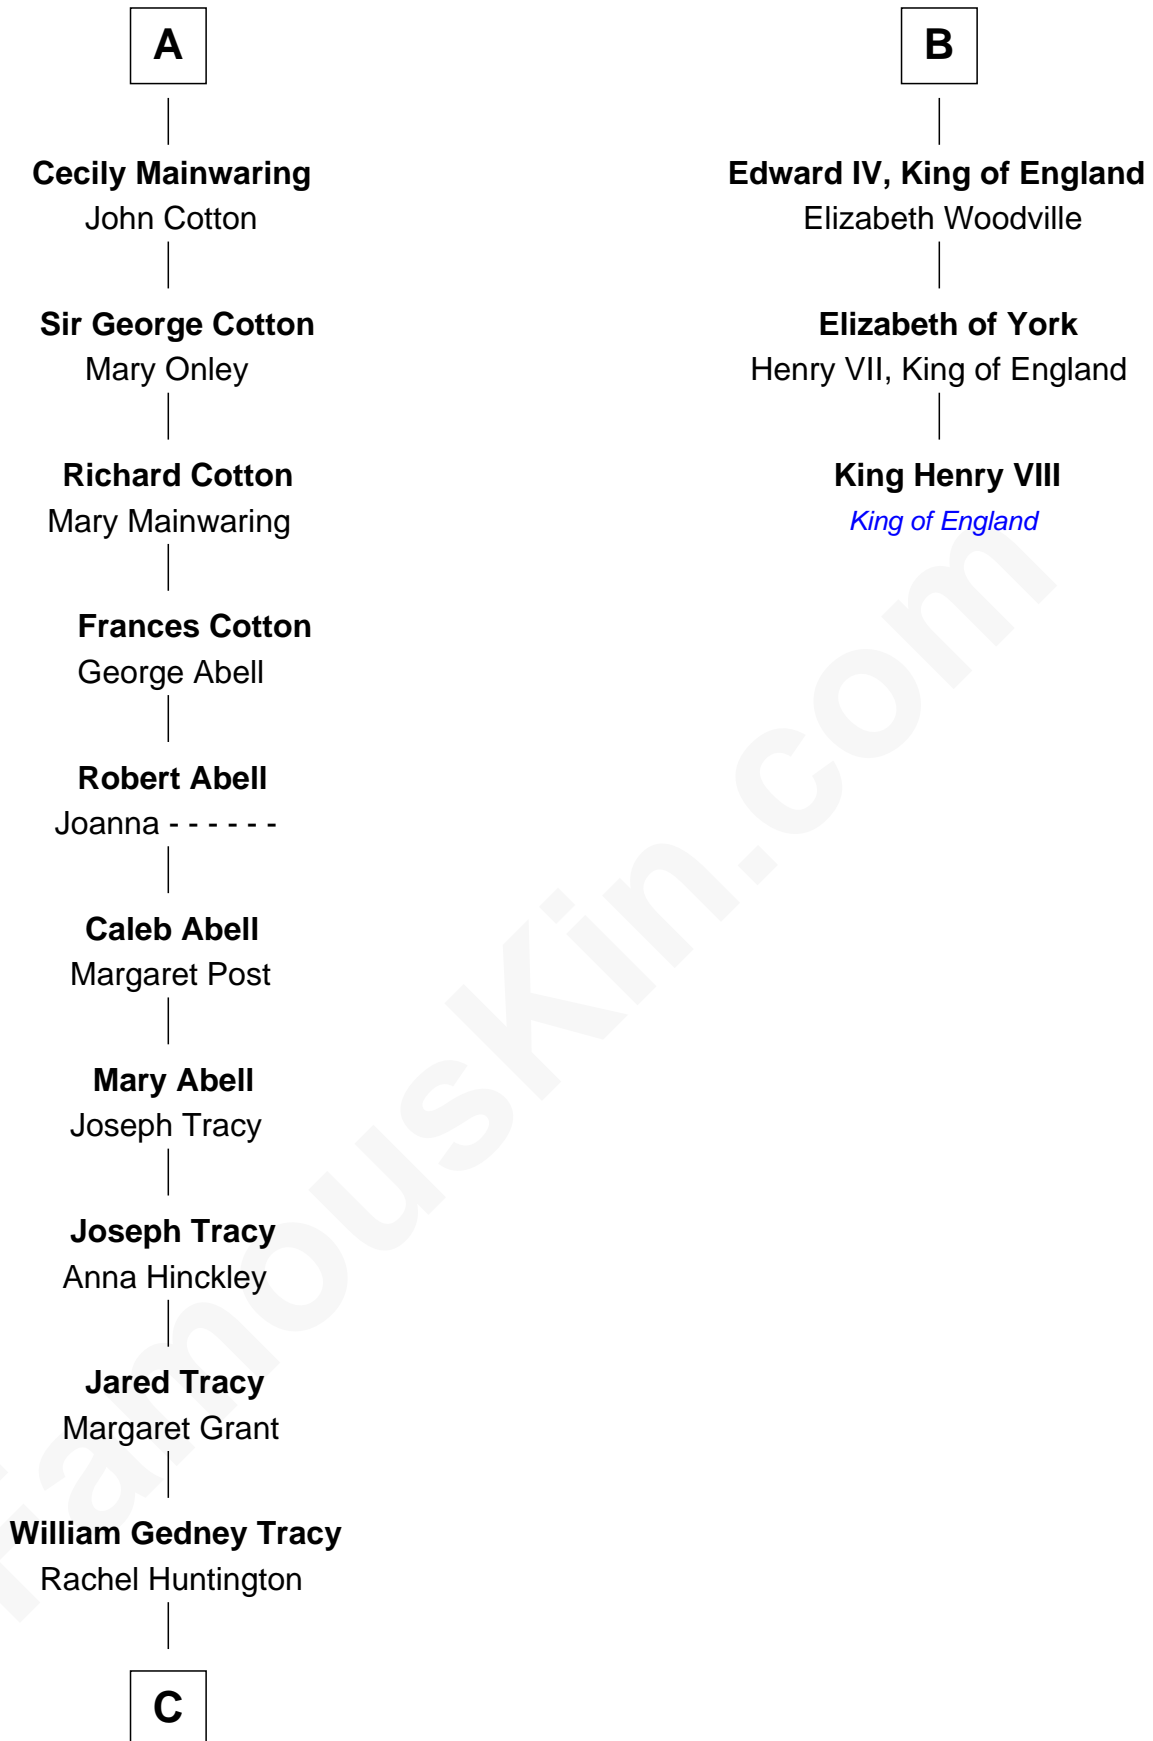 A
Cecily Mainwaring
John Cotton
Sir George Cotton
Mary Onley
Richard Cotton
Mary Mainwaring
Frances Cotton
George Abell
Robert Abell
Joanna - - - - - -
Caleb Abell
Margaret Post
Mary Abell
Joseph Tracy
Joseph Tracy
Anna Hinckley
Jared Tracy
Margaret Grant
William Gedney Tracy
Rachel Huntington
C
B
Edward IV, King of England
Elizabeth Woodville
Elizabeth of York
Henry VII, King of England
King Henry VIII
King of England
FamousKin.com